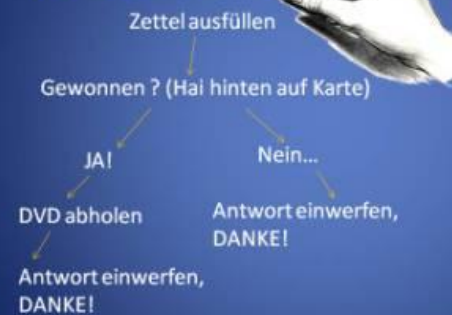 Zettel ausfüllen
Gewonnen ? (Hai hinten auf Karte)
JA!
Nein...
DVD abholen
Antwort einwerfen,
DANKE!
Antwort einwerfen,
DANKE!